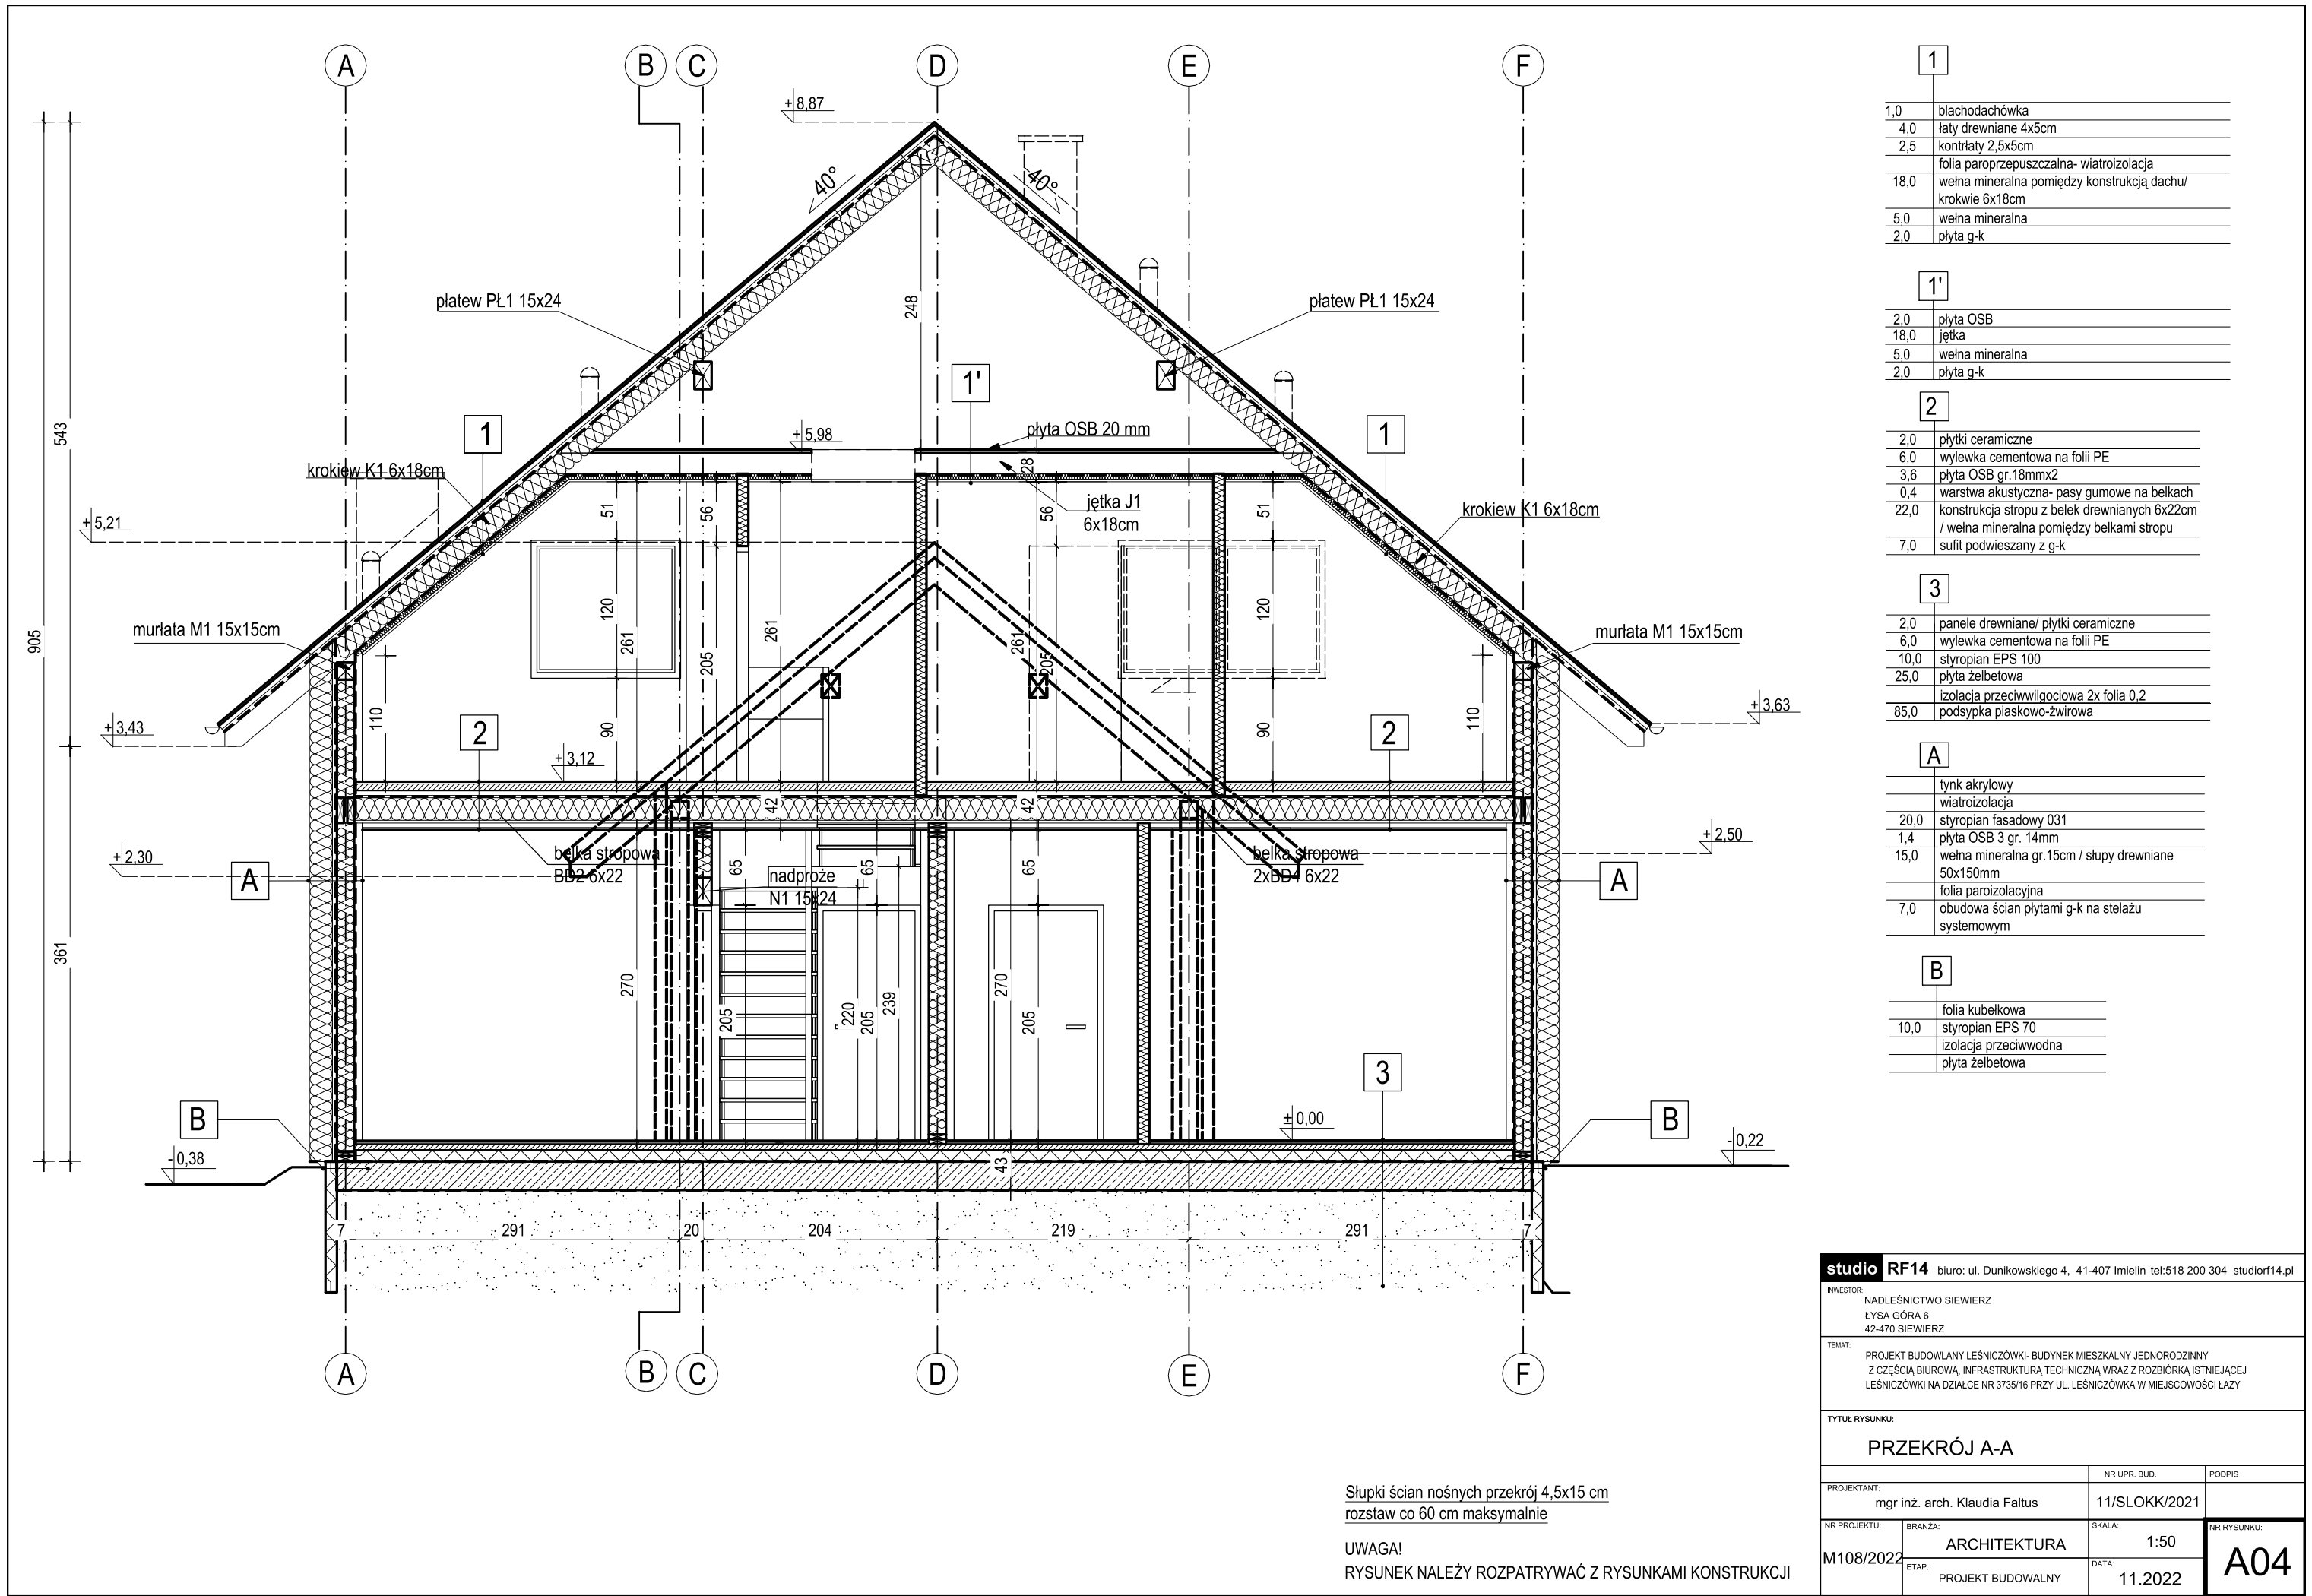 A
B
C
D
E
F
+8,87
40°
40°
płatew PŁ1 15x24
płatew PŁ1 15x24
248
543
1
1'
1
+5,98
płyta OSB 20 mm
28
krokiew K1 6x18cm
jętka J1
6x18cm
krokiew K1 6x18cm
+5,21
51
56
56
51
905
murłata M1 15x15cm
murłata M1 15x15cm
120
261
205
261
261
205
120
110
90
90
110
+3,43
+3,63
2
2
+3,12
42
42
+2,50
+2,30
belka stropowa
BD2 6x22
belka stropowa
2xBD1 6x22
65
65
65
nadproże
N1 15x24
A
A
361
270
205
220
205
239
270
205
3
± 0,00
B
B
- 0,38
- 0,22
43
7
291
20
204
219
291
7
A
B
C
D
E
F
1
1,0 blachodachówka
4,0 łaty drewniane 4x5cm
2,5 kontrłaty 2,5x5cm
folia paroprzepuszczalna- wiatroizolacja
18,0 wełna mineralna pomiędzy konstrukcją dachu/
krokwie 6x18cm
5,0 wełna mineralna
2,0 płyta g-k
1'
2,0 płyta OSB
18,0 jętka
5,0 wełna mineralna
2,0 płyta g-k
2
2,0 płytki ceramiczne
6,0 wylewka cementowa na folii PE
3,6 płyta OSB gr.18mmx2
0,4 warstwa akustyczna- pasy gumowe na belkach
22,0 konstrukcja stropu z belek drewnianych 6x22cm
/ wełna mineralna pomiędzy belkami stropu
7,0 sufit podwieszany z g-k
3
2,0 panele drewniane/ płytki ceramiczne
6,0 wylewka cementowa na folii PE
10,0 styropian EPS 100
25,0 płyta żelbetowa
izolacja przeciwwilgociowa 2x folia 0,2
85,0 podsypka piaskowo-żwirowa
A
tynk akrylowy
wiatroizolacja
20,0 styropian fasadowy 031
1,4 płyta OSB 3 gr. 14mm
15,0 wełna mineralna gr.15cm / słupy drewniane
50x150mm
folia paroizolacyjna
7,0 obudowa ścian płytami g-k na stelażu
systemowym
B
folia kubełkowa
10,0 styropian EPS 70
izolacja przeciwwodna
płyta żelbetowa
Słupki ścian nośnych przekrój 4,5x15 cm
rozstaw co 60 cm maksymalnie
UWAGA!
RYSUNEK NALEŻY ROZPATRYWAĆ Z RYSUNKAMI KONSTRUKCJI
studio RF14 biuro: ul. Dunikowskiego 4, 41-407 Imielin tel:518 200 304 studiorf14.pl
INWESTOR:
NADLEŚNICTWO SIEWIERZ
ŁYSA GÓRA 6
42-470 SIEWIERZ
TEMAT:
PROJEKT BUDOWLANY LEŚNICZÓWKI- BUDYNEK MIESZKALNY JEDNORODZINNY
Z CZĘŚCIĄ BIUROWĄ, INFRASTRUKTURĄ TECHNICZNĄ WRAZ Z ROZBIÓRKĄ ISTNIEJĄCEJ
LEŚNICZÓWKI NA DZIAŁCE NR 3735/16 PRZY UL. LEŚNICZÓWKA W MIEJSCOWOŚCI ŁAZY
TYTUŁ RYSUNKU:
PRZEKRÓJ A-A
NR UPR. BUD.
PODPIS
PROJEKTANT:
mgr inż. arch. Klaudia Faltus
11/SLOKK/2021
NR PROJEKTU:
M108/2022
BRANŻA:
ARCHITEKTURA
SKALA:
1:50
NR RYSUNKU:
A04
ETAP:
PROJEKT BUDOWALNY
DATA:
11.2022